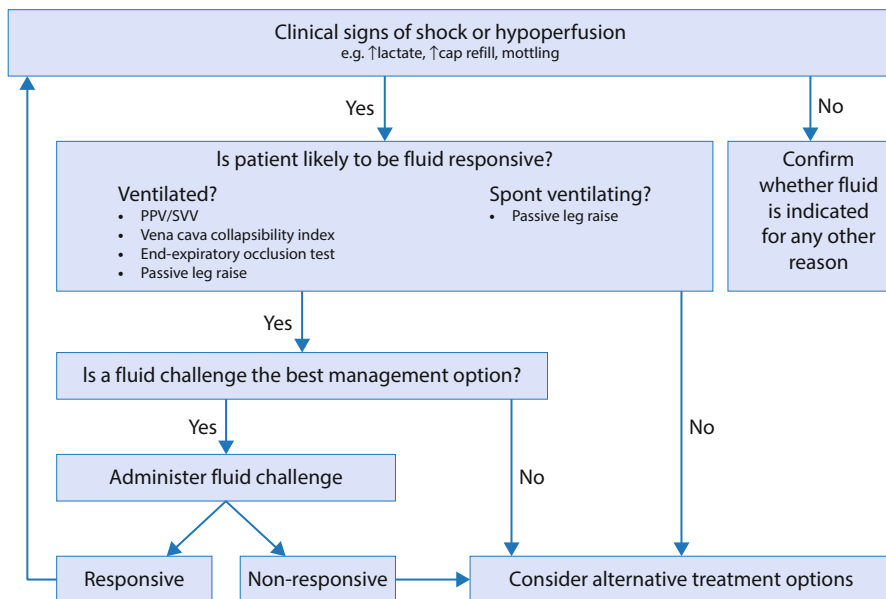 Clinical signs of shock or hypoperfusion
e.g. ↑lactate, ↑cap refill, mottling
Yes
No
Is patient likely to be fluid responsive?
Ventilated?
• PPV/SVV
• Vena cava collapsibility index
• End-expiratory occlusion test
• Passive leg raise
Spont ventilating?
• Passive leg raise
Confirm
whether fluid
is indicated
for any other
reason
Yes
Is a fluid challenge the best management option?
Yes
No
Administer fluid challenge
No
Responsive
Non-responsive
Consider alternative treatment options